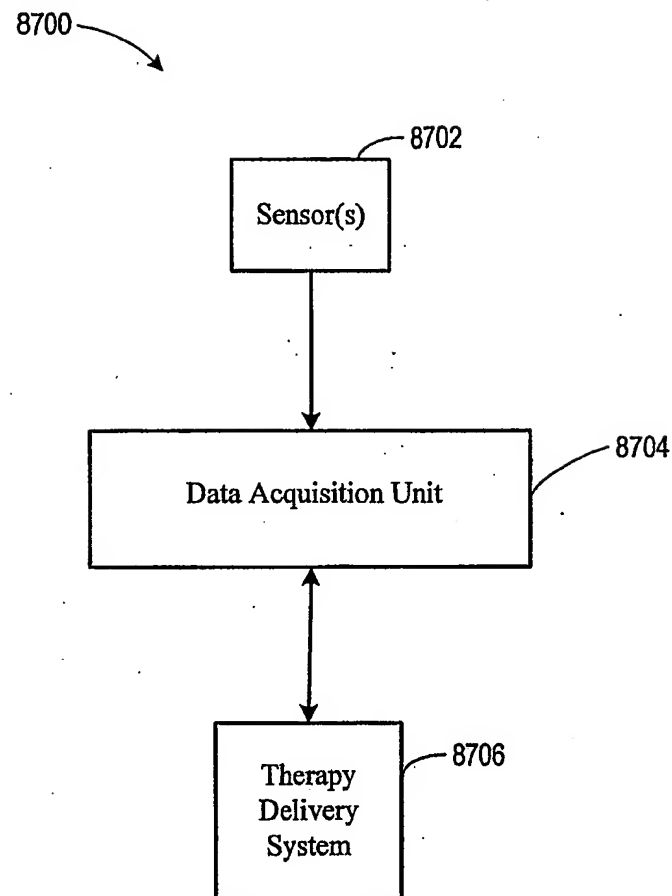 8700
8702
Sensor(s)
8704
Data Acquisition Unit
8706
Therapy
Delivery
System